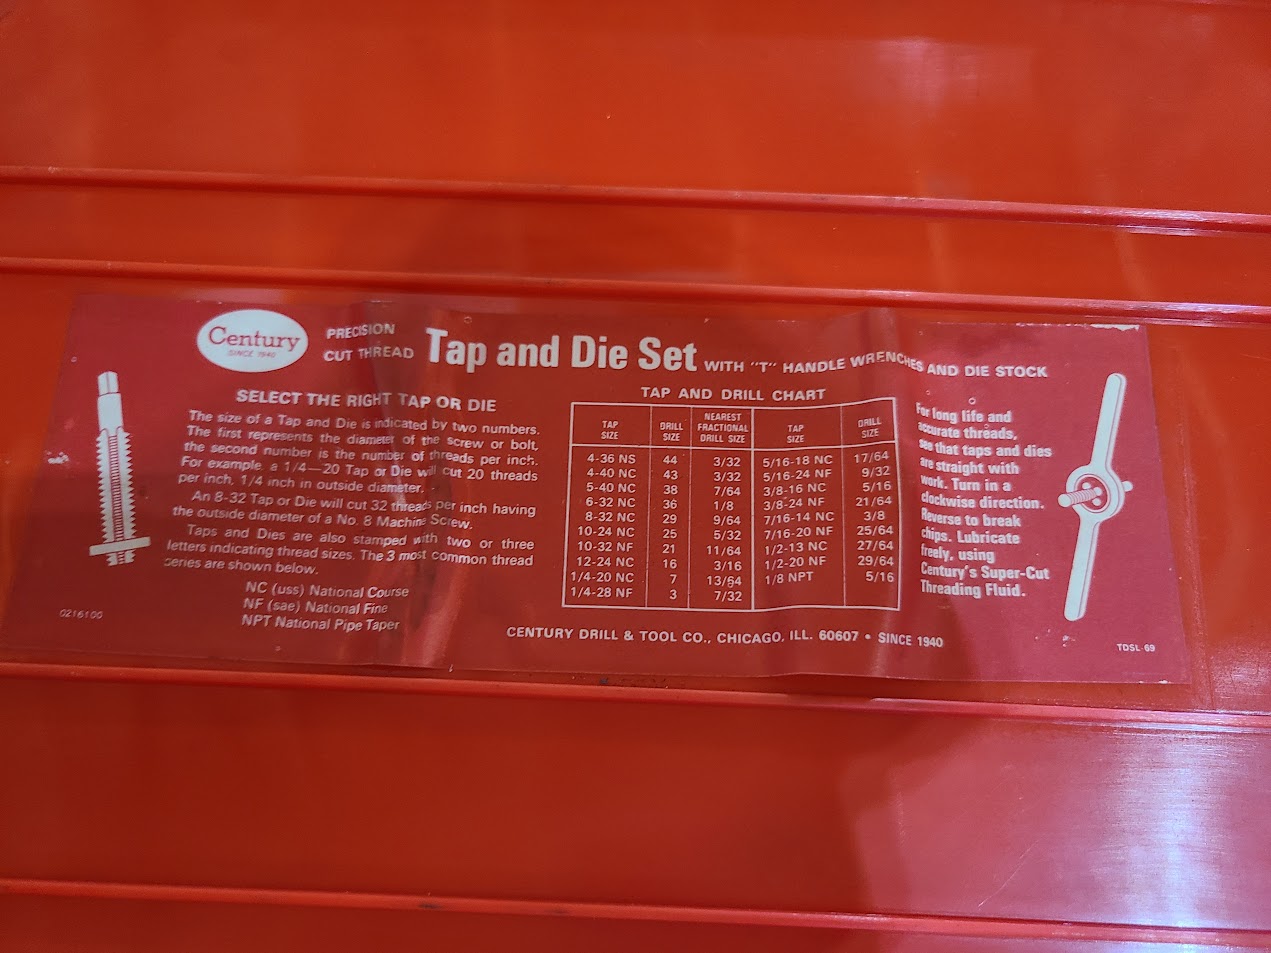 Century
SINCE 1940
PRECISION
CUT THREAD
Tap and Die Set WITH "T" HANDLE WRENCHES AND DIE STOCK
SELECT THE RIGHT TAP OR DIE
The size of a Tap and Die is indicated by two numbers.
The first represents the diameter of the screw or bolt,
the second number is the number of threads per inch.
For example a 1/4—20 Tap or Die will cut 20 threads
per inch, 1/4 inch in outside diameter.
An 8-32 Tap or Die will cut 32 threads per inch having
the outside diameter of a No. 8 Machine Screw.
Taps and Dies are also stamped with two or three
letters indicating thread sizes. The 3 most common thread
series are shown below.
NC (uss) National Course
NF (sae) National Fine
NPT National Pipe Taper
0216100
TAP AND DRILL CHART
TAP SIZE DRILL SIZE NEAREST FRACTIONAL DRILL SIZE TAP SIZE DRILL SIZE
4-36 NS 44 3/32 5/16-18 NC 17/64
4-40 NC 43 3/32 5/16-24 NF 9/32
5-40 NC 38 7/64 3/8-16 NC 5/16
6-32 NC 36 1/8 3/8-24 NF 21/64
8-32 NC 29 9/64 7/16-14 NC 3/8
10-24 NC 25 5/32 7/16-20 NF 25/64
10-32 NF 21 11/64 1/2-13 NC 27/64
12-24 NC 16 3/16 1/2-20 NF 29/64
1/4-20 NC 7 13/64 1/8 NPT 5/16
1/4-28 NF 3 7/32
For long life and
accurate threads,
see that taps and dies
are straight with
work. Turn in a
clockwise direction.
Reverse to break
chips. Lubricate
freely, using
Century's Super-Cut
Threading Fluid.
CENTURY DRILL & TOOL CO., CHICAGO, ILL. 60607 • SINCE 1940
TDSL-69